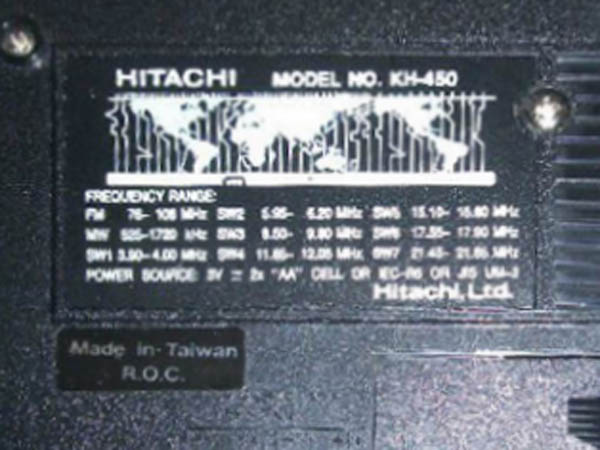 HITACHI MODEL NO. KH-450
FREQUENCY RANGE:
FM 76- 108 MHz SW2 5.95- 6.20 MHz SW5 15.10- 15.60 MHz
MW 525-1720 kHz SW3 9.50- 9.80 MHz SW6 17.55- 17.90 MHz
SW1 3.90-4.00 MHz SW4 11.65- 12.05 MHz SW7 21.45- 21.85 MHz
POWER SOURCE: 3V = 2x "AA" CELL OR IEC-R6 OR JIS UM-3
Hitachi, Ltd.
Made in Taiwan
R.O.C.